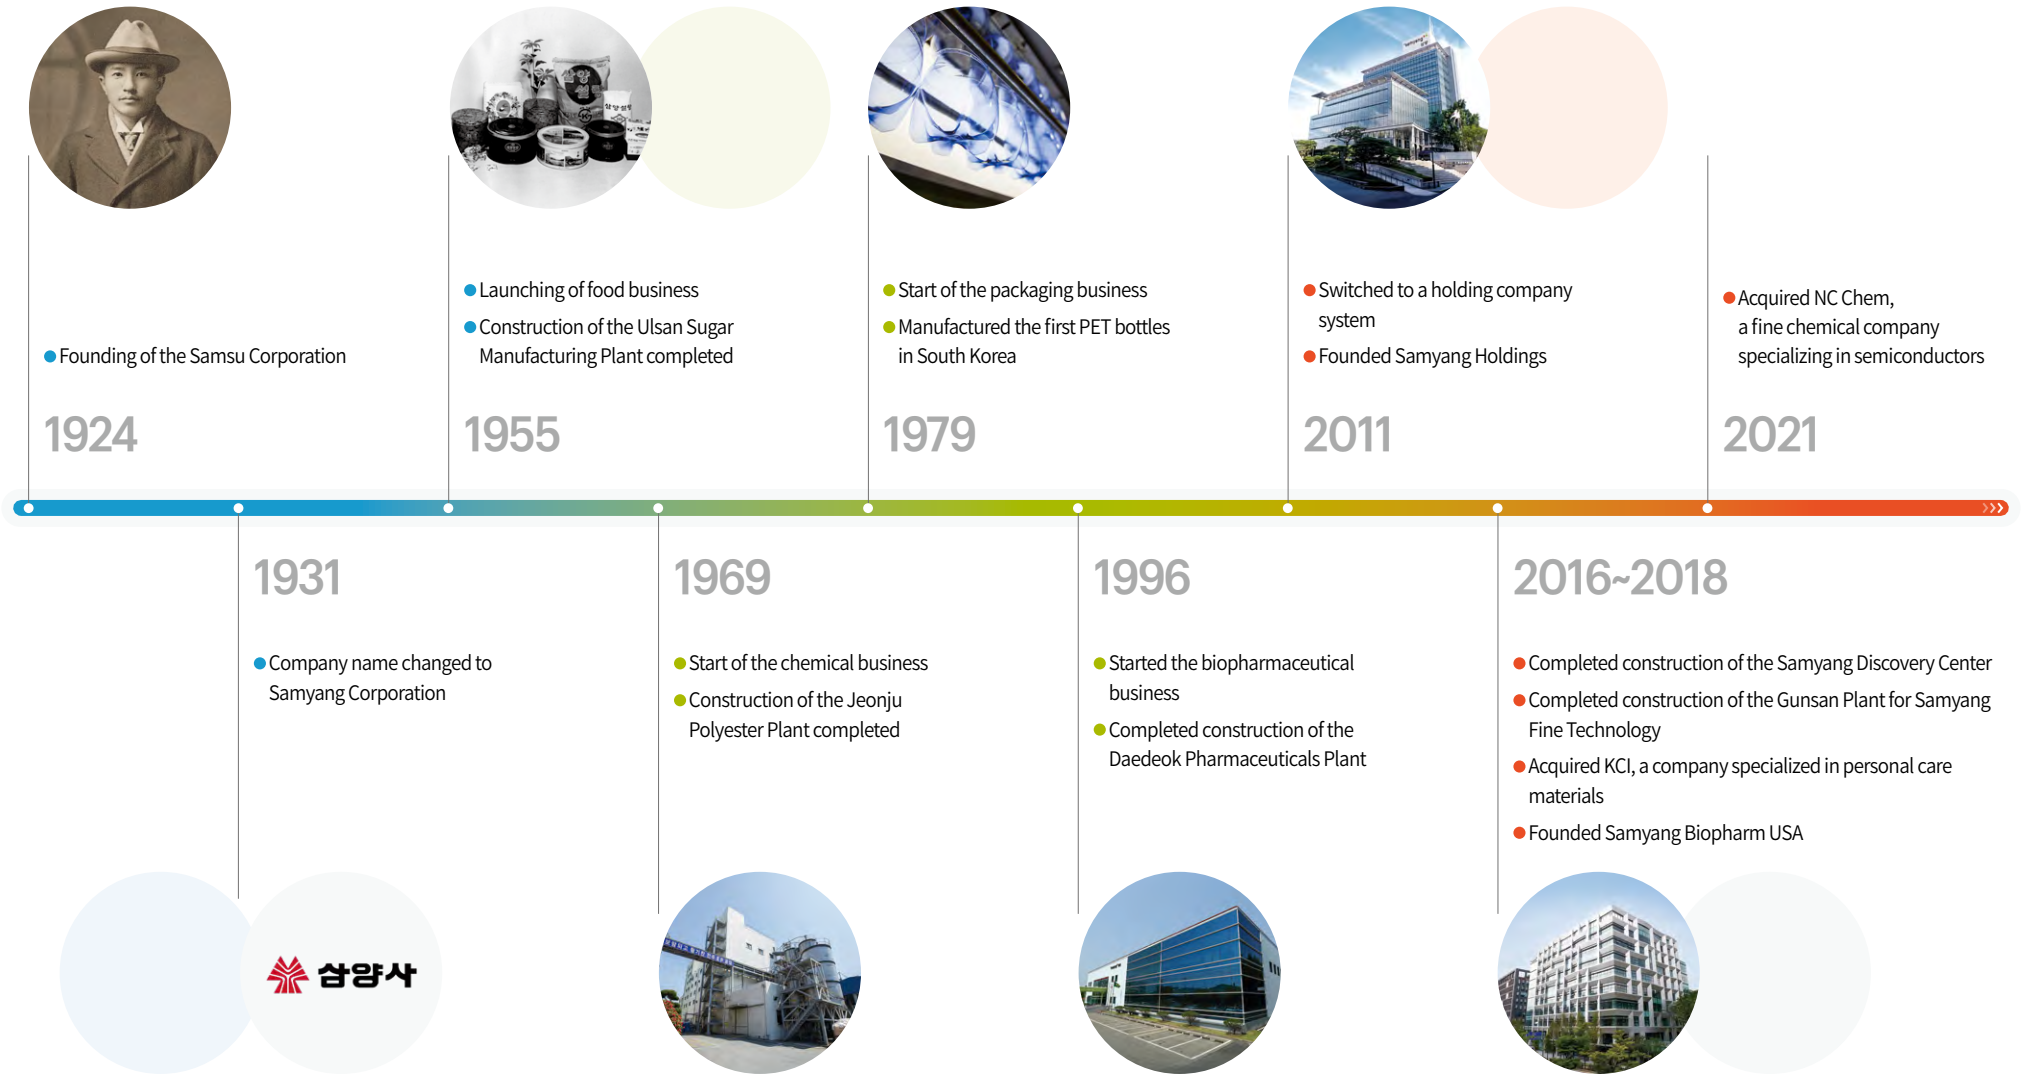 Founding of the Samsu Corporation
1924
1931
Company name changed to
Samyang Corporation
삼양사
삼양
설탕
Launching of food business
Construction of the Ulsan Sugar
Manufacturing Plant completed
1955
1969
Start of the chemical business
Construction of the Jeonju
Polyester Plant completed
Start of the packaging business
Manufactured the first PET bottles
in South Korea
1979
1996
Started the biopharmaceutical
business
Completed construction of the
Daedeok Pharmaceuticals Plant
Switched to a holding company
system
Founded Samyang Holdings
2011
2016~2018
Completed construction of the Samyang Discovery Center
Completed construction of the Gunsan Plant for Samyang
Fine Technology
Acquired KCI, a company specialized in personal care
materials
Founded Samyang Biopharm USA
Acquired NC Chem,
a fine chemical company
specializing in semiconductors
2021